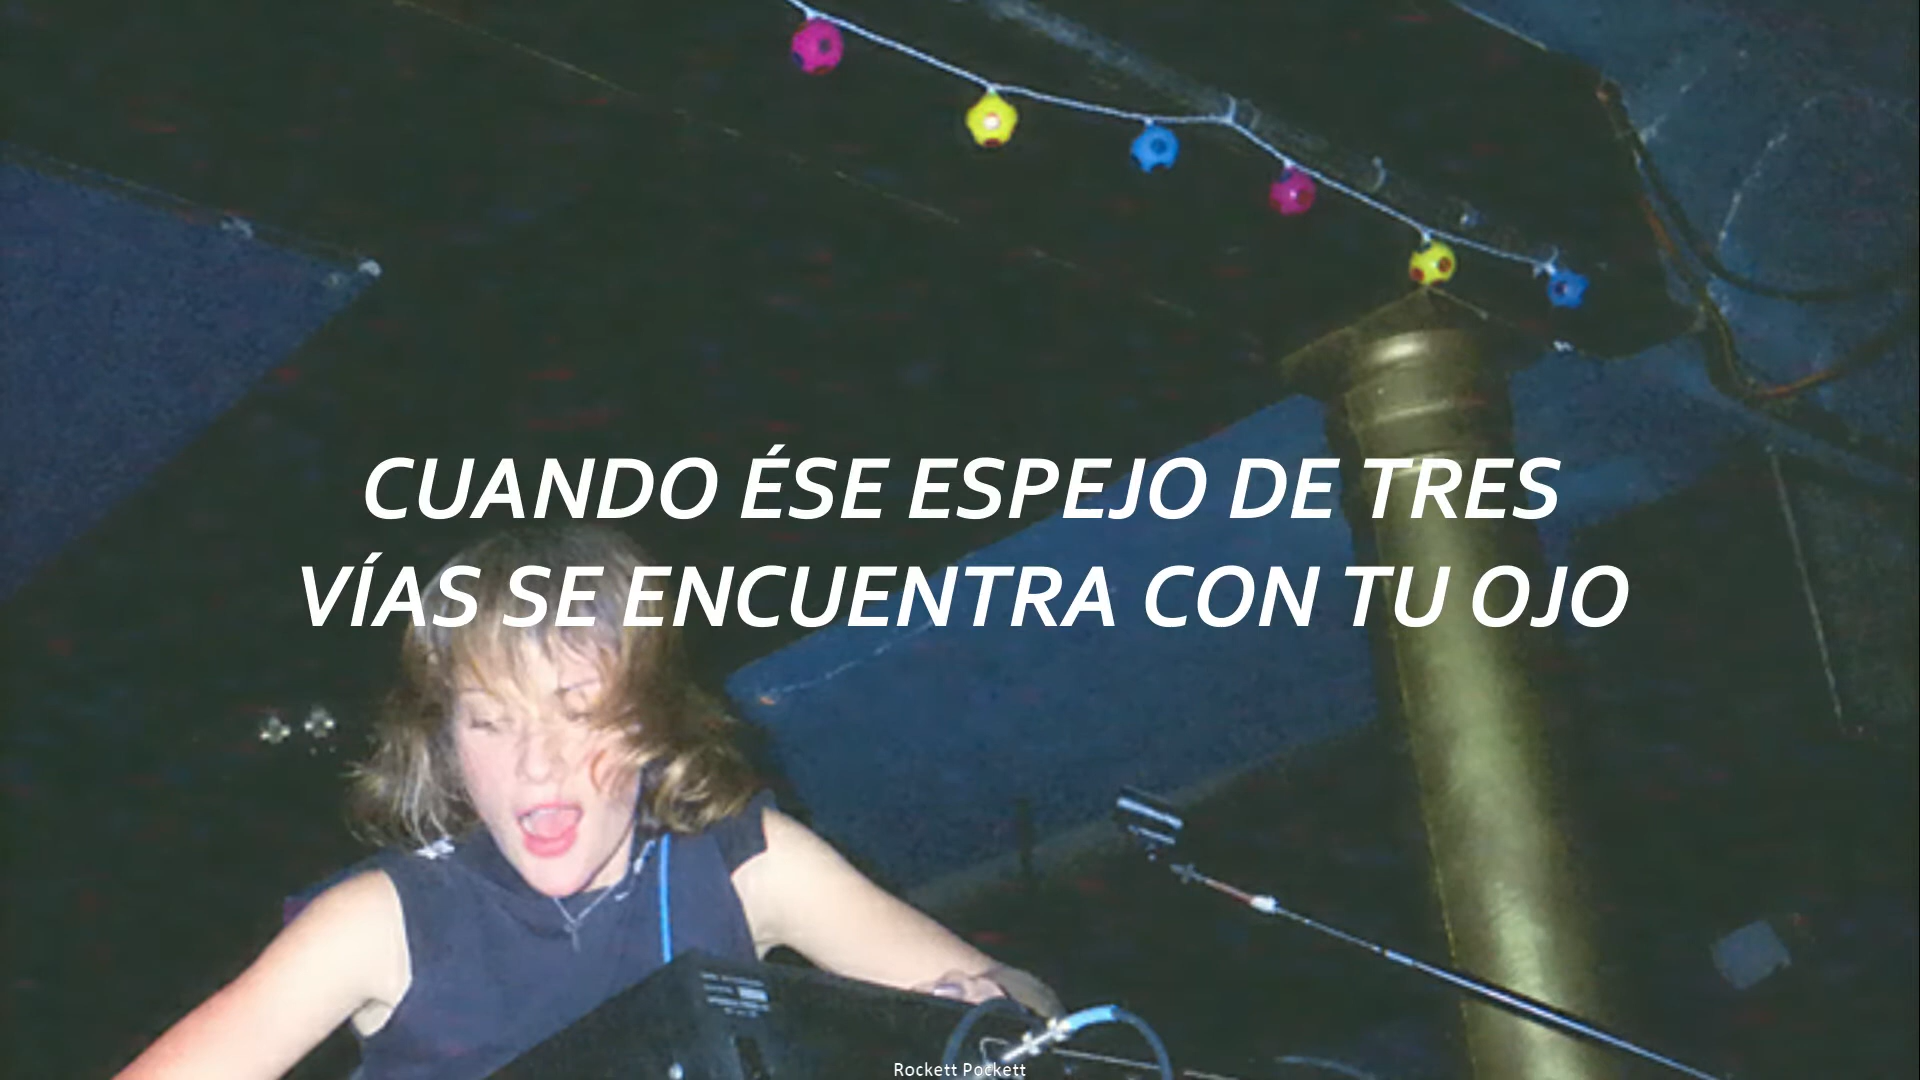 CUANDO ÉSE ESPEJO DE TRES
VÍAS SE ENCUENTRA CON TU OJO
Rockett Pockett